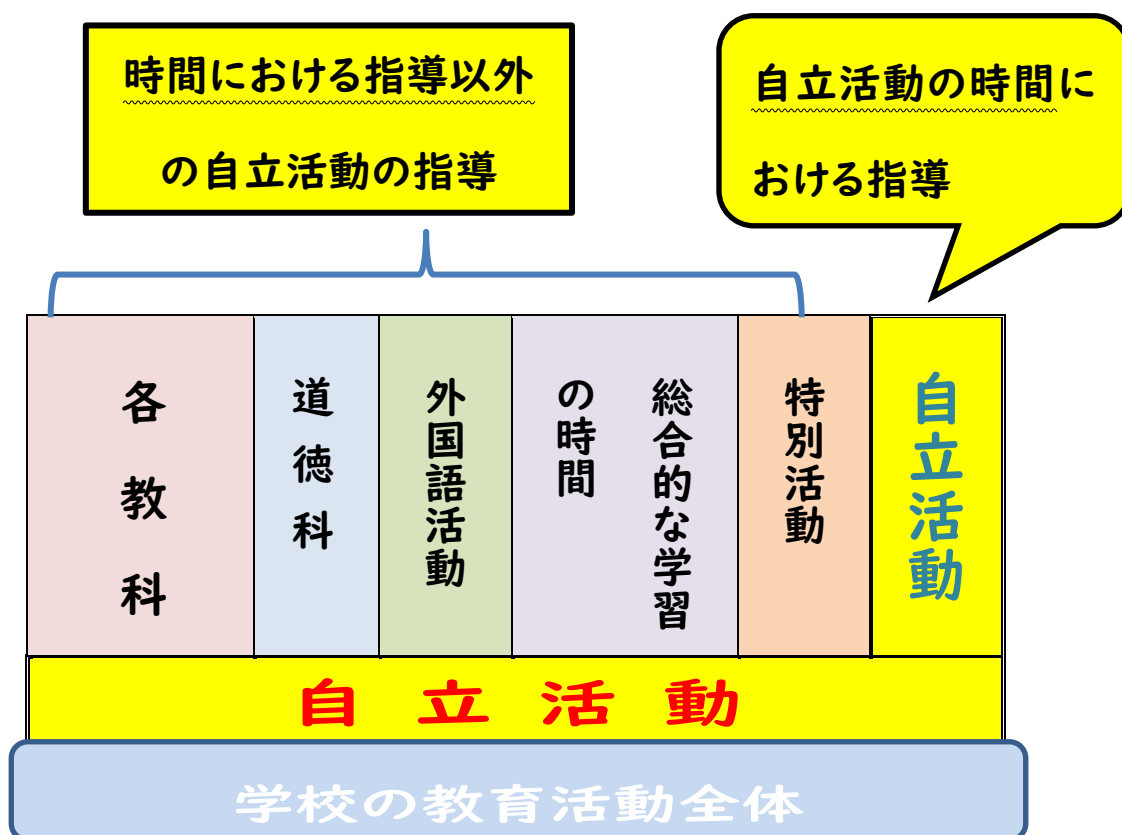 時間における指導以外
の自立活動の指導
自立活動の時間に
おける指導
各教科
道徳科
外国語活動
総合的な学習
の時間
特別活動
自立活動
自立活動
学校の教育活動全体